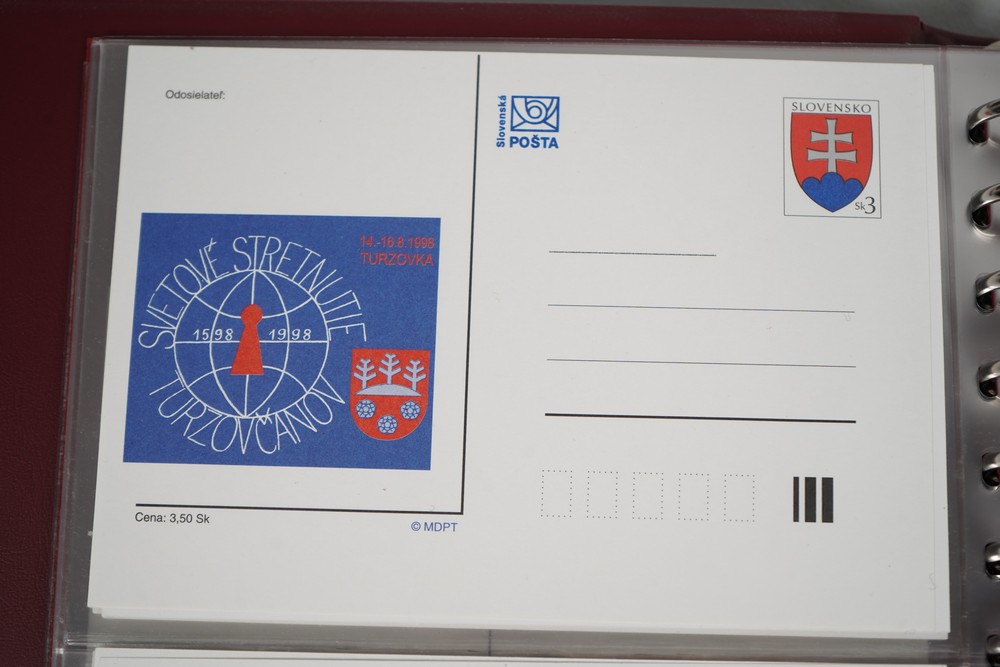 Odosielateľ:
SVETOVÉ STRETNUTIE
TURZOVČANOV
1598 1998
14.-16.8.1998
TURZOVKA
Cena: 3,50 Sk
© MDPT
Slovenská
POŠTA
SLOVENSKO
Sk3